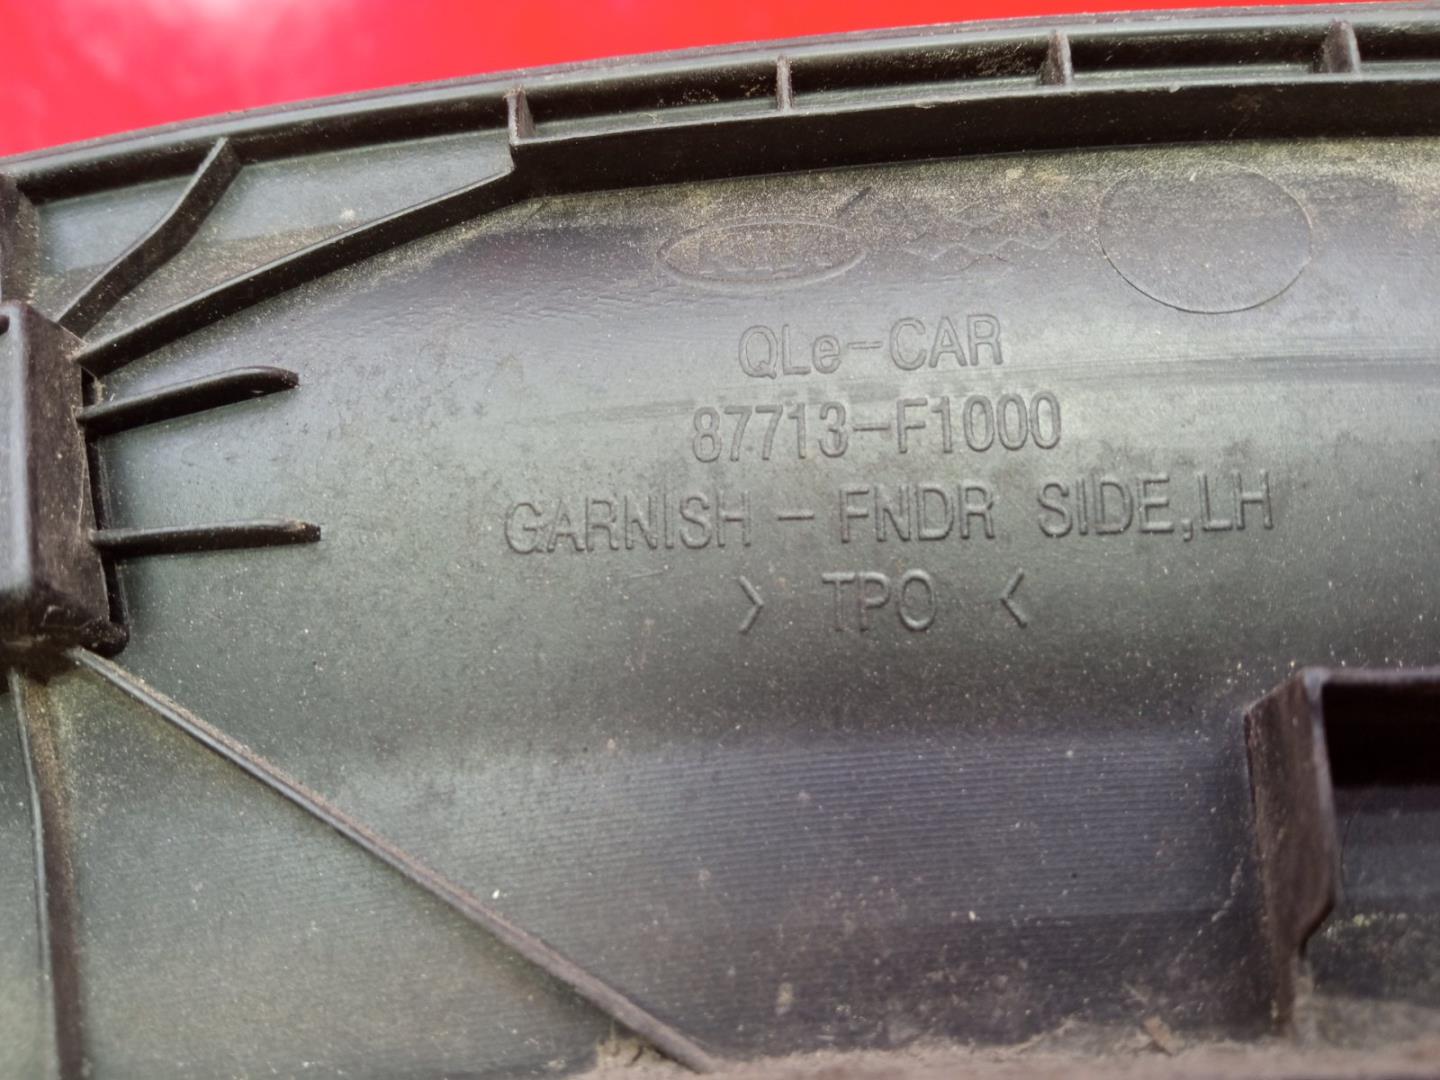 QLe-CAR
87713-F1000
GARNISH - FNDR SIDE,LH
> TPO <